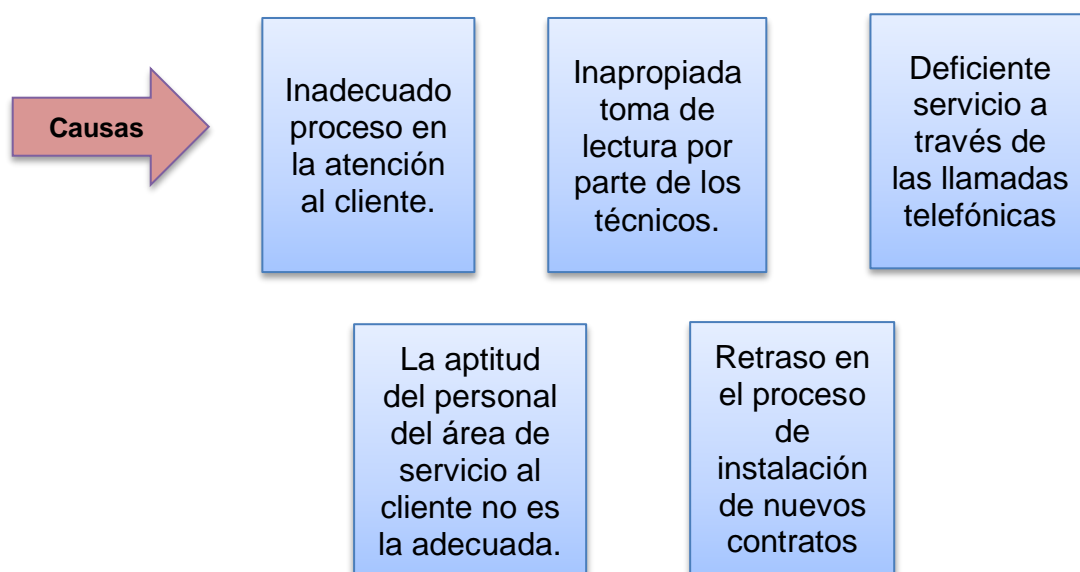 Causas
Inadecuado
proceso en
la atención
al cliente.
Inapropiada
toma de
lectura por
parte de los
técnicos.
Deficiente
servicio a
través de
las llamadas
telefónicas
La aptitud
del personal
del área de
servicio al
cliente no es
la adecuada.
Retraso en
el proceso
de
instalación
de nuevos
contratos